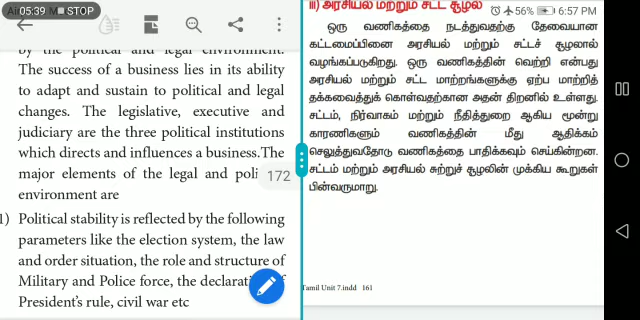 05:39 STOP
by the political and legal environment.
The success of a business lies in its ability
to adapt and sustain to political and legal
changes. The legislative, executive and
judiciary are the three political institutions
which directs and influences a business.The
major elements of the legal and poli
environment are
172
1) Political stability is reflected by the following
parameters like the election system, the law
and order situation, the role and structure of
Military and Police force, the declarati f
President's rule, civil war etc
56% 6:57 PM
iii) அரசியல் மற்றும் சட்ட சூழல்
ஒரு வணிகத்தை நடத்துவதற்கு தேவையான
கட்டமைப்பினை அரசியல் மற்றும் சட்டச் சூழலால்
வழங்கப்படுகிறது. ஒரு வணிகத்தின் வெற்றி என்பது
அரசியல் மற்றும் சட்ட மாற்றங்களுக்கு ஏற்ப மாற்றித்
தக்கவைத்துக் கொள்வதற்கான அதன் திறனில் உள்ளது.
சட்டம், நிர்வாகம் மற்றும் நீதித்துறை ஆகிய மூன்று
காரணிகளும் வணிகத்தின் மீது ஆதிக்கம்
செலுத்துவதோடு வணிகத்தை பாதிக்கவும் செய்கின்றன.
சட்டம் மற்றும் அரசியல் சுற்றுச் சூழலின் முக்கிய கூறுகள்
பின்வருமாறு.
Tamil Unit 7.indd 161